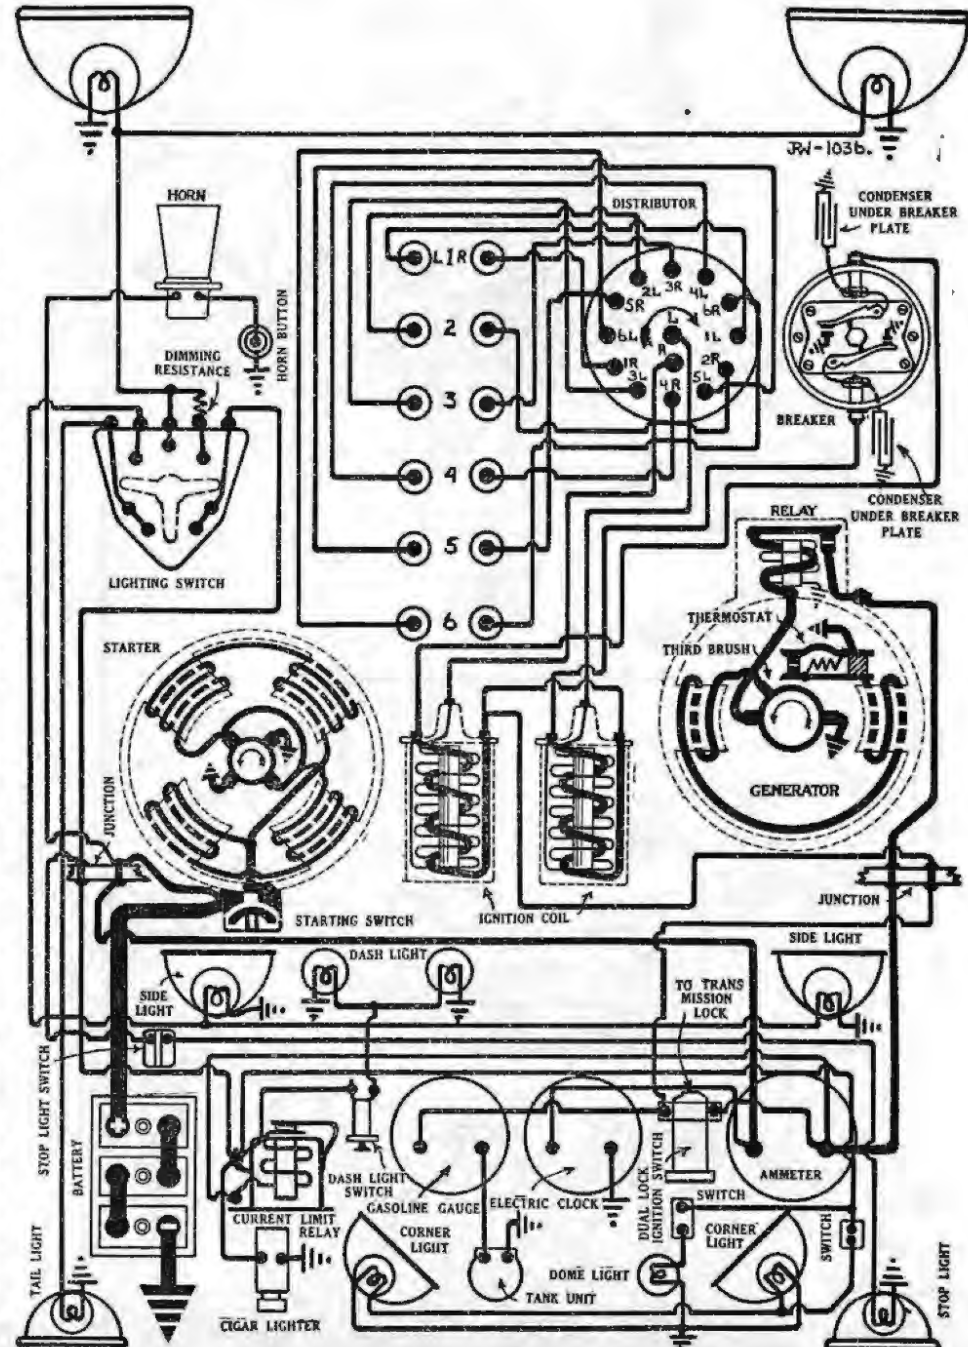 JRW-1036.
HORN
CONDENSER
UNDER BREAKER
PLATE
DISTRIBUTOR
HORN BUTTON
L 1 R
2L 3R 4L
5R 6R
L
6L 1L
R 2R
1R
3L 4R 5L
2
3
4
5
6
DIMMING
RESISTANCE
BREAKER
CONDENSER
UNDER BREAKER
PLATE
LIGHTING SWITCH
RELAY
THERMOSTAT
THIRD BRUSH
STARTER
GENERATOR
JUNCTION
IGNITION COIL
JUNCTION
STARTING SWITCH
DASH LIGHT
SIDE LIGHT
SIDE
LIGHT
TO TRANS
MISSION
LOCK
STOP LIGHT SWITCH
BATTERY
DASH LIGHT
SWITCH
GASOLINE GAUGE
ELECTRIC CLOCK
DUAL LOCK
IGNITION SWITCH
AMMETER
CURRENT LIMIT
RELAY
CORNER
LIGHT
SWITCH
CORNER
LIGHT
SWITCH
TAIL LIGHT
DOME LIGHT
TANK UNIT
STOP LIGHT
CIGAR LIGHTER